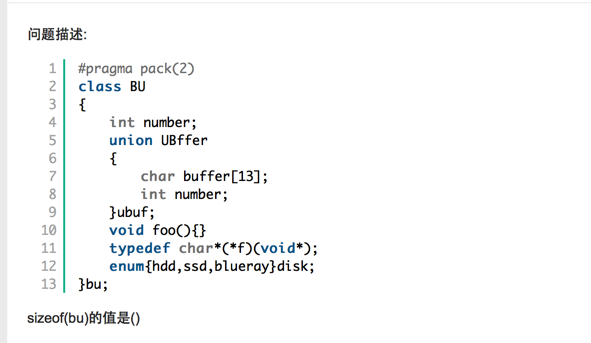 问题描述:
1 #pragma pack(2)
2 class BU
3 {
4     int number;
5     union UBffer
6     {
7         char buffer[13];
8         int number;
9     }ubuf;
10     void foo(){}
11     typedef char*(*f)(void*);
12     enum{hdd,ssd,blueray}disk;
13 }bu;
sizeof(bu)的值是()